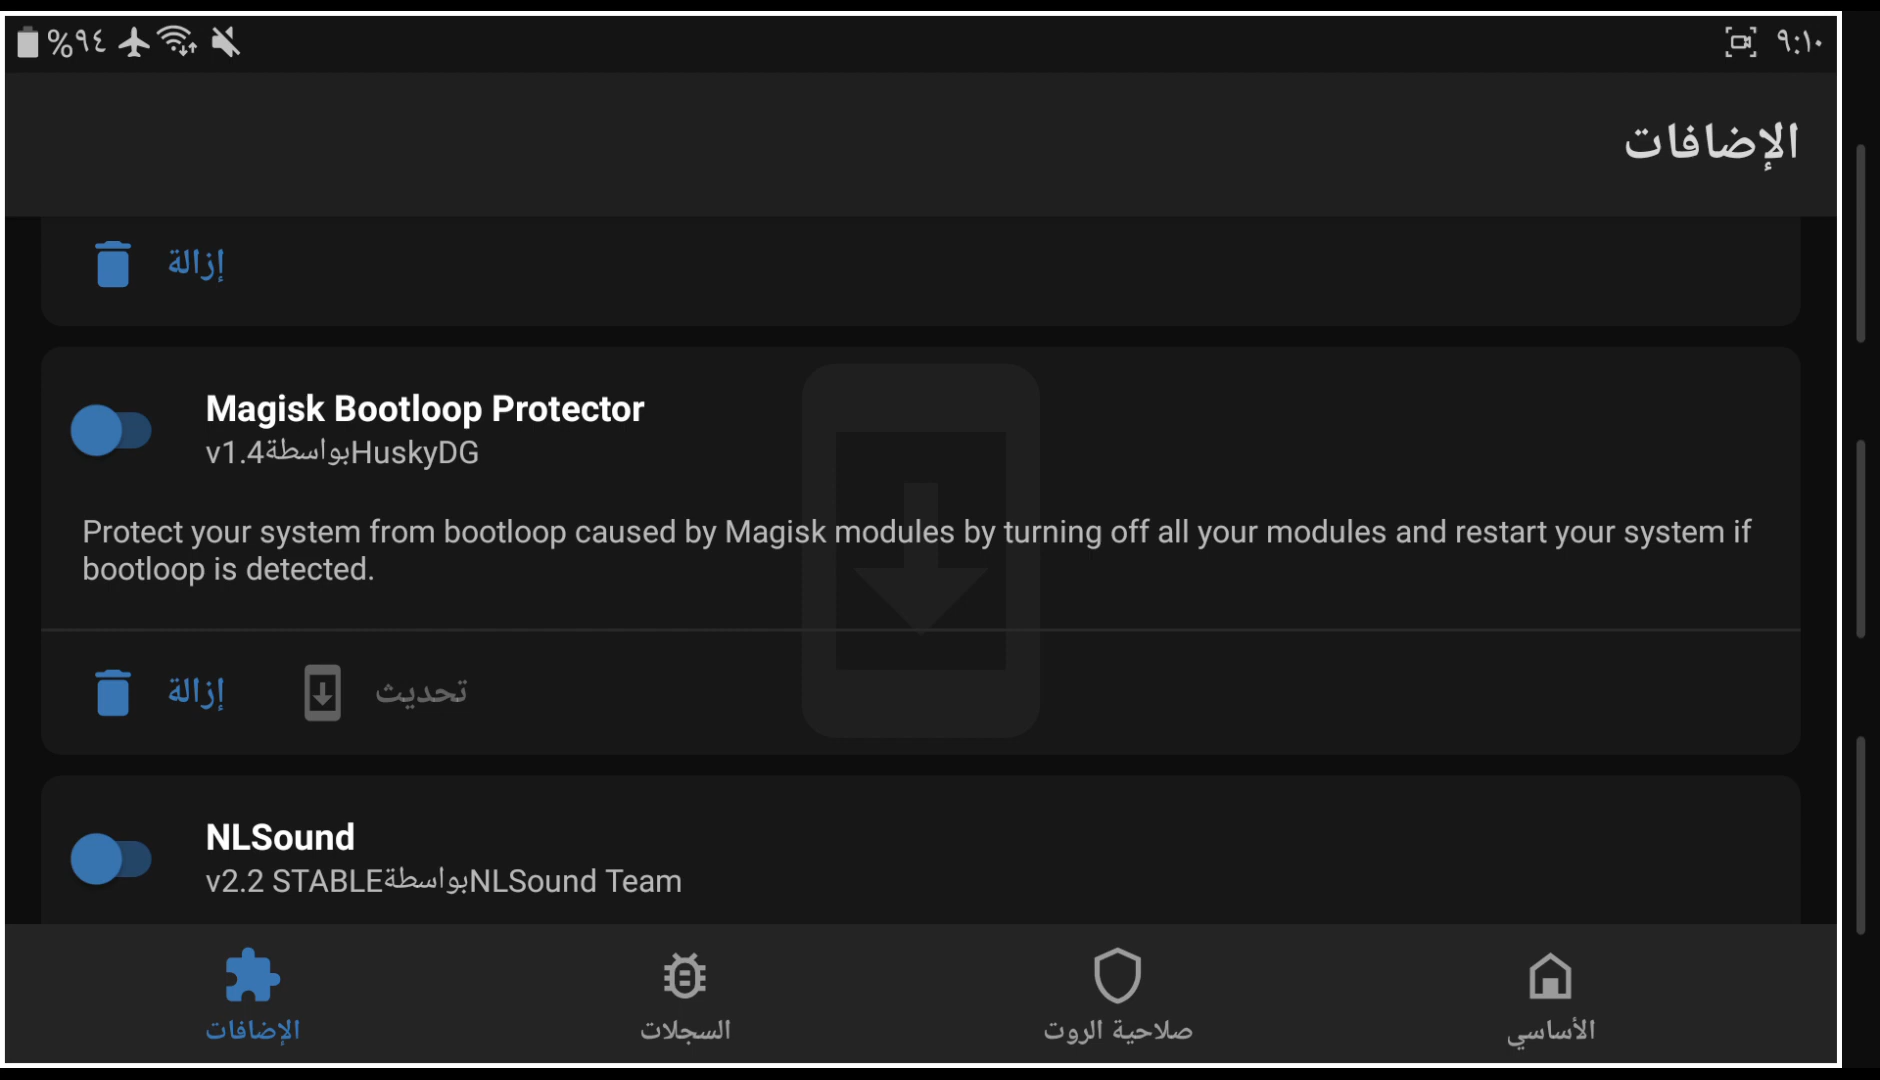 %٩٤
٩:١٠
الإضافات
إزالة
Magisk Bootloop Protector
v1.4بواسطةHuskyDG
Protect your system from bootloop caused by Magisk modules by turning off all your modules and restart your system if
bootloop is detected.
إزالة
تحديث
NLSound
v2.2 STABLEبواسطةNLSound Team
الإضافات
السجلات
صلاحية الروت
الأساسي